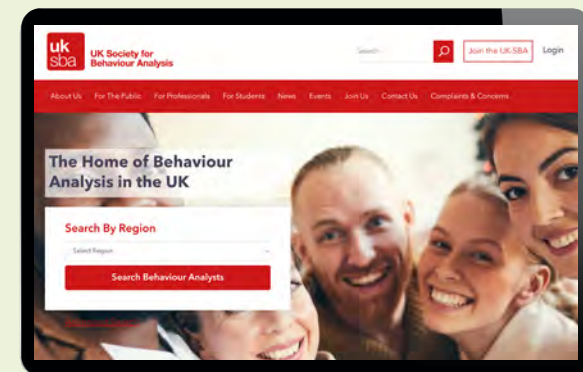 uk
sba
UK Society for
Behaviour Analysis
Search
Join the UK-SBA
Login
About Us
For The Public
For Professionals
For Students
News
Events
Join Us
Contact Us
Complaints & Concerns
The Home of Behaviour
Analysis in the UK
Search By Region
Select Region
Search Behaviour Analysts